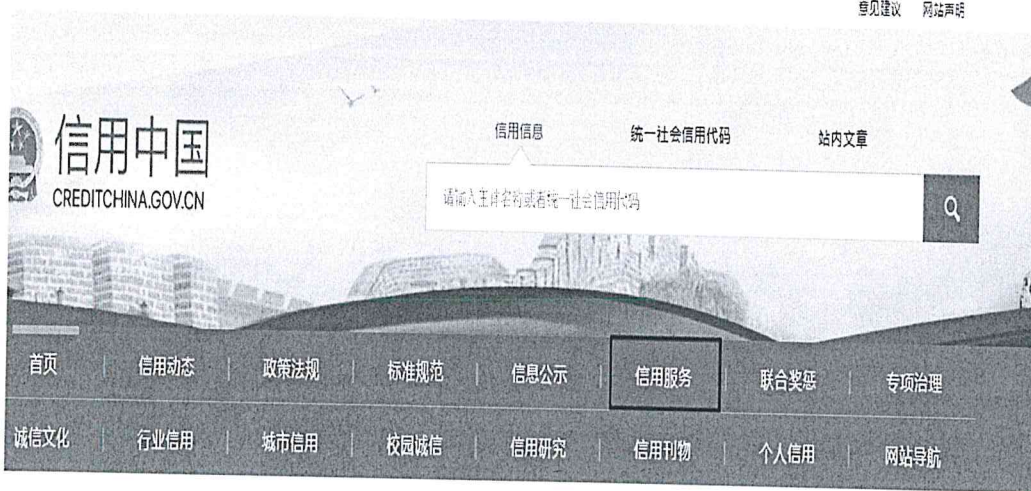 意见建议 网站声明
信用中国
CREDITCHINA.GOV.CN
信用信息 统一社会信用代码 站内文章
请输入主体名称或者统一社会信用代码
首页 信用动态 政策法规 标准规范 信息公示 信用服务 联合奖惩 专项治理
诚信文化 行业信用 城市信用 校园诚信 信用研究 信用刊物 个人信用 网站导航